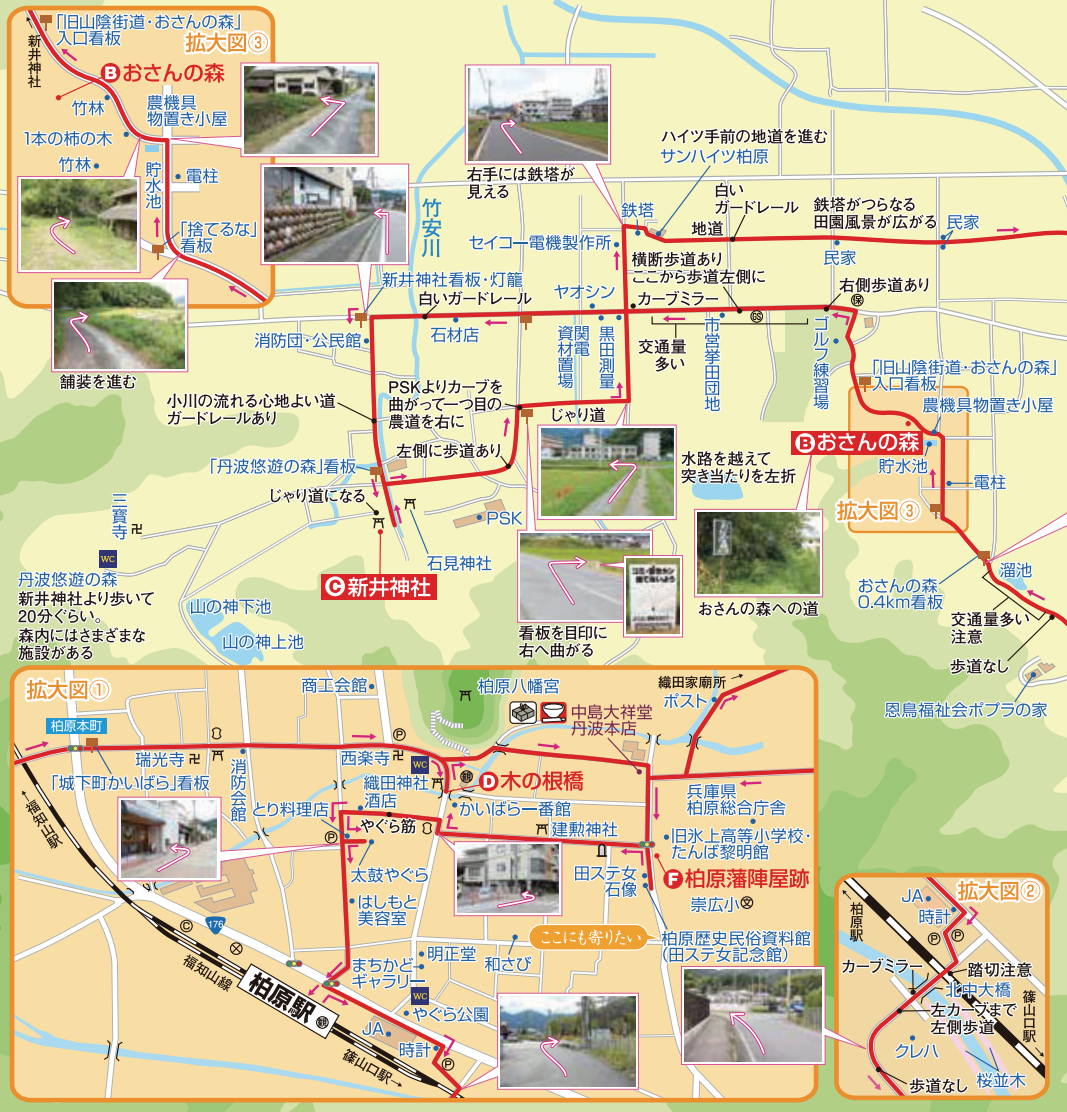 「旧山陰街道・おさんの森」
入口看板
拡大図③
新井神社
Ⓑおさんの森
竹林
農機具
物置き小屋
1本の柿の木
竹林
貯水池
電柱
「捨てるな」
看板
舗装を進む
竹安川
右手には鉄塔が
見える
ハイツ手前の地道を進む
サンハイツ柏原
鉄塔
白い
ガードレール
地道
鉄塔がつらなる
田園風景が広がる
民家
民家
セイコー電機製作所
横断歩道あり
ここから歩道左側に
右側歩道あり
新井神社看板・灯籠
白いガードレール
ヤオシン
カーブミラー
GS
保
消防団・公民館
石材店
関電
資材置場
黒田測量
交通量
多い
市営挙田団地
ゴルフ練習場
「旧山陰街道・おさんの森」
入口看板
農機具物置き小屋
小川の流れる心地よい道
ガードレールあり
PSKよりカーブを
曲がって一つ目の
農道を右に
じゃり道
左側に歩道あり
Ⓑおさんの森
貯水池
電柱
拡大図③
「丹波悠遊の森」看板
じゃり道になる
水路を越えて
突き当たりを左折
三寶寺
卍
WC
PSK
石見神社
Ⓒ新井神社
丹波悠遊の森
新井神社より歩いて
20分ぐらい。
森内にはさまざまな
施設がある
山の神下池
山の神上池
看板を目印に
右へ曲がる
おさんの森への道
おさんの森
0.4km看板
溜池
交通量多い
注意
歩道なし
恩鳥福祉会ポプラの家
拡大図①
商工会館
柏原八幡宮
織田家廟所→
ポスト
中島大祥堂
丹波本店
柏原本町
瑞光寺卍
「城下町かいばら」看板
消防会館
Ⓟ
西楽寺卍
WC
織田神社
酒店
Ⓓ木の根橋
とり料理店
Ⓟ
やぐら筋
かいばら一番館
建勲神社
兵庫県
柏原総合庁舎
旧氷上高等小学校・
たんば黎明館
田ステ女
石像
Ⓕ柏原藩陣屋跡
崇広小㊫
太鼓やぐら
はしもと
美容室
ここにも寄りたい
柏原歴史民俗資料館
(田ステ女記念館)
福知山駅
176
Ⓒ
福知山線
柏原駅
まちかど
ギャラリー
明正堂
和さび
WC
やぐら公園
JA
時計
Ⓟ
篠山口駅→
拡大図②
JA
時計
Ⓟ
Ⓟ
柏原駅
カーブミラー
踏切注意
北中大橋
左カーブまで
左側歩道
篠山口駅
クレハ
歩道なし
桜並木